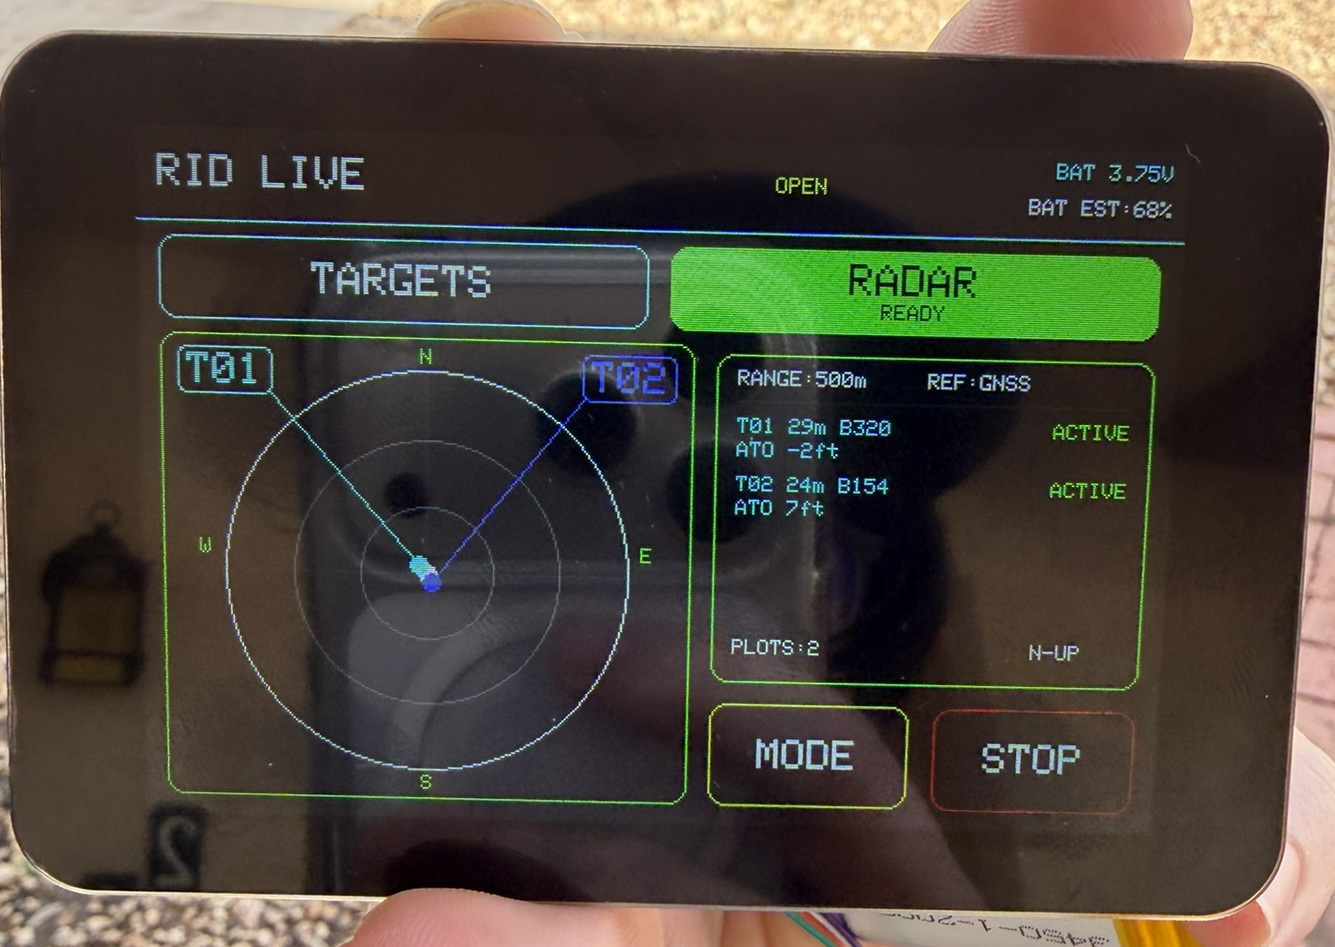 RID LIVE
OPEN
BAT 3.75V
BAT EST:68%
TARGETS
RADAR
READY
T01
N
T02
W
E
S
RANGE:500m REF:GNSS
T01 29m B320 ACTIVE
ATO -2ft
T02 24m B154 ACTIVE
ATO 7ft
PLOTS:2 N-UP
MODE
STOP